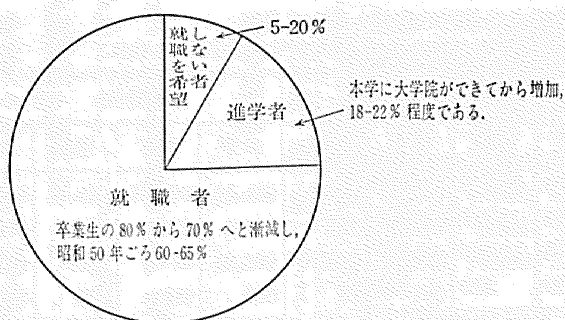 就職を希望
しない者
5-20%
進学者
本学に大学院ができてから増加,
18-22% 程度である.
就職者
卒業生の80%から70%へと漸減し,
昭和50年ごろ60-65%